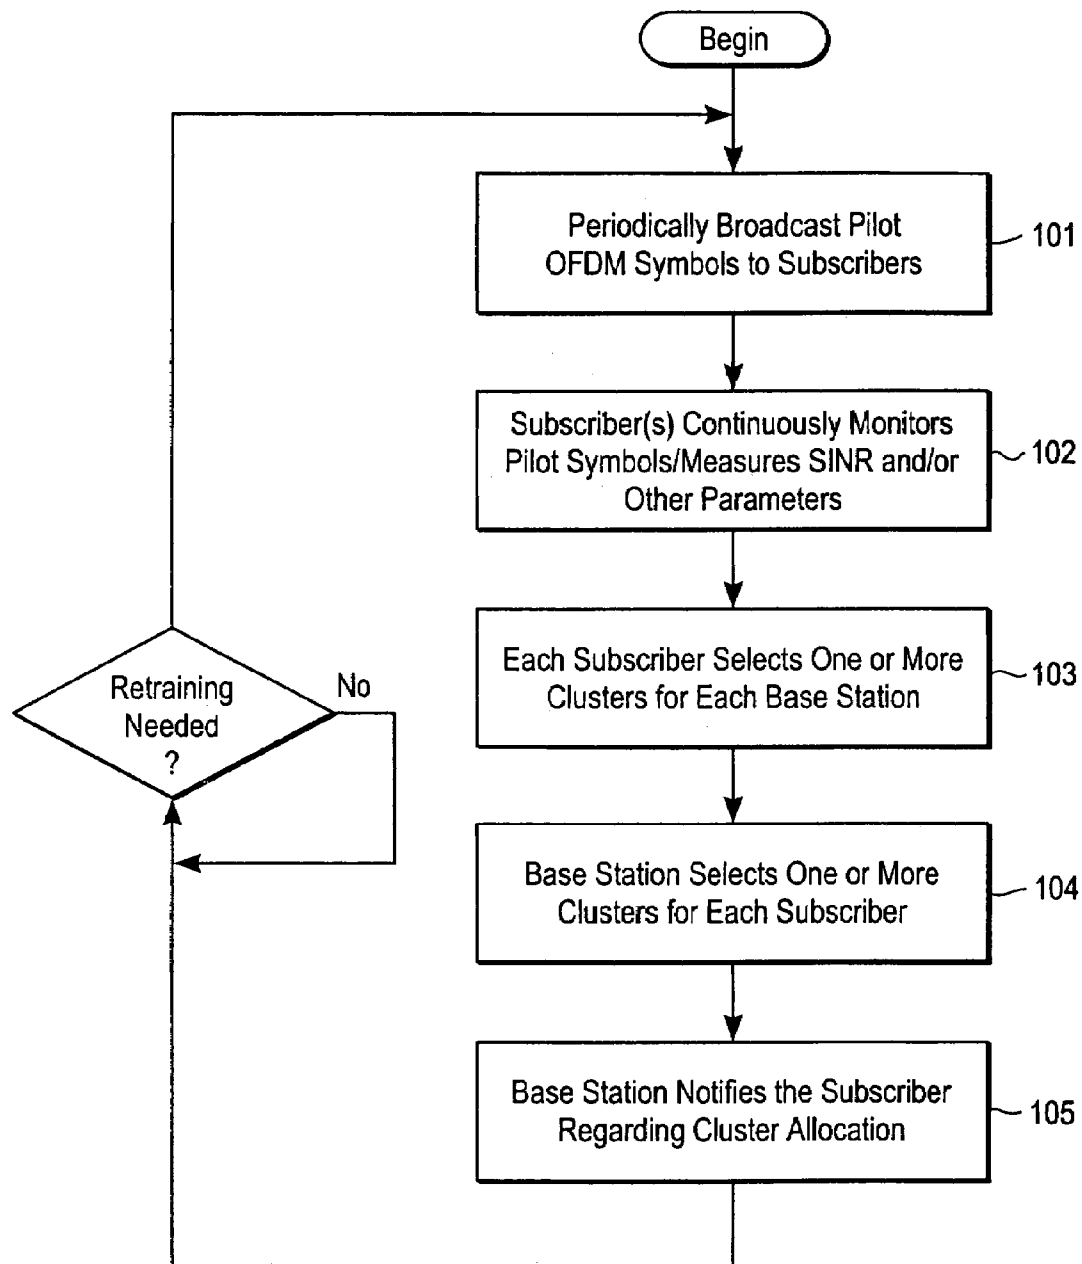 Begin
Periodically Broadcast Pilot
OFDM Symbols to Subscribers
101
Subscriber(s) Continuously Monitors
Pilot Symbols/Measures SINR and/or
Other Parameters
102
Each Subscriber Selects One or More
Clusters for Each Base Station
103
Retraining
Needed
?
No
Base Station Selects One or More
Clusters for Each Subscriber
104
Base Station Notifies the Subscriber
Regarding Cluster Allocation
105